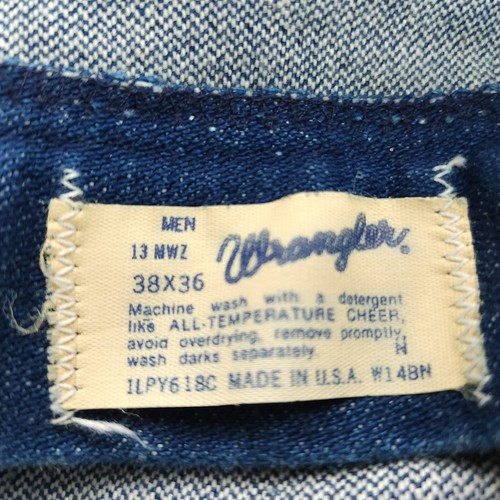 MEN
13 MWZ
Wrangler®
38X36
Machine wash with a detergent
like ALL-TEMPERATURE CHEER,
avoid overdrying, remove promptly,
wash darks separately N
ILPY618C MADE IN U.S.A. W14BN